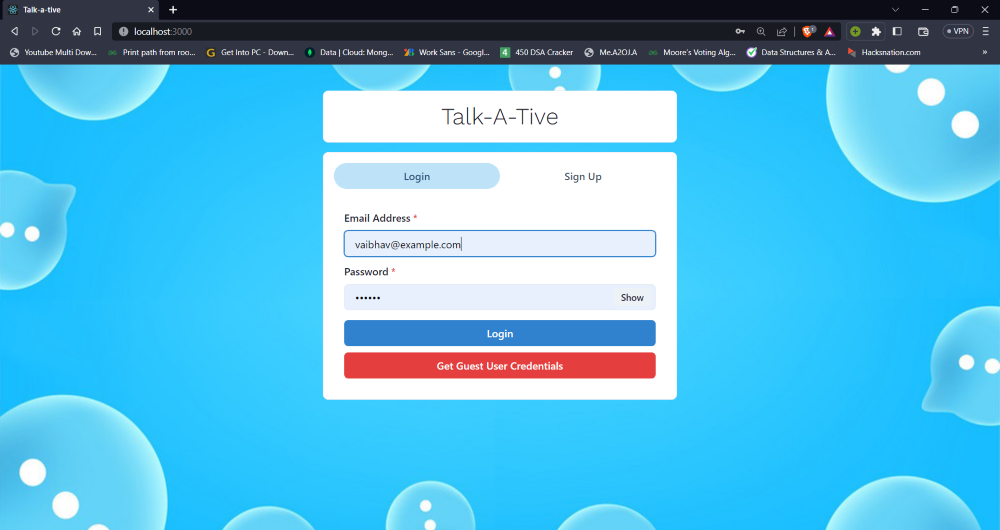 Talk-a-tive
localhost:3000
VPN
Youtube Multi Dow...
Print path from roo...
Get Into PC - Down...
Data | Cloud: Mong...
Work Sans - Googl...
450 DSA Cracker
Me.A2OJ.A
Moore's Voting Alg...
Data Structures & A...
Hacksnation.com
»
Talk-A-Tive
Login
Sign Up
Email Address *
vaibhav@example.com
Password *
••••••
Show
Login
Get Guest User Credentials